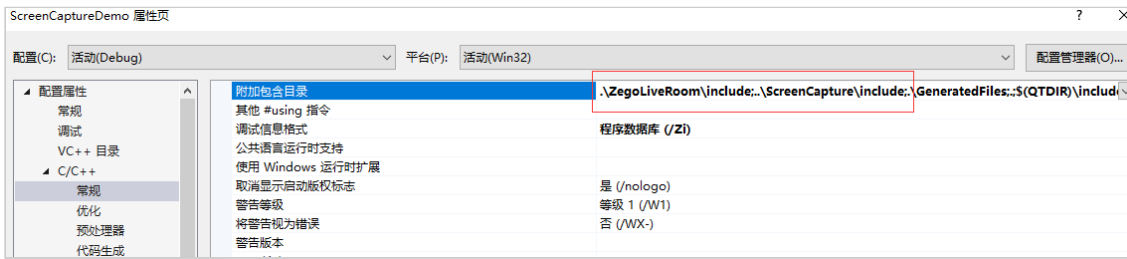 ScreenCaptureDemo 属性页 ?
配置(C): 活动(Debug) 平台(P): 活动(Win32) 配置管理器(O)...
配置属性 附加包含目录 .\ZegoLiveRoom\include;..\ScreenCapture\include;.\GeneratedFiles;.;$(QTDIR)\include
常规 其他 #using 指令
调试 调试信息格式 程序数据库 (/Zi)
VC++ 目录 公共语言运行时支持
C/C++ 使用 Windows 运行时扩展
常规 取消显示启动版权标志 是 (/nologo)
优化 警告等级 等级 1 (/W1)
预处理器 将警告视为错误 否 (/WX-)
代码生成 警告版本